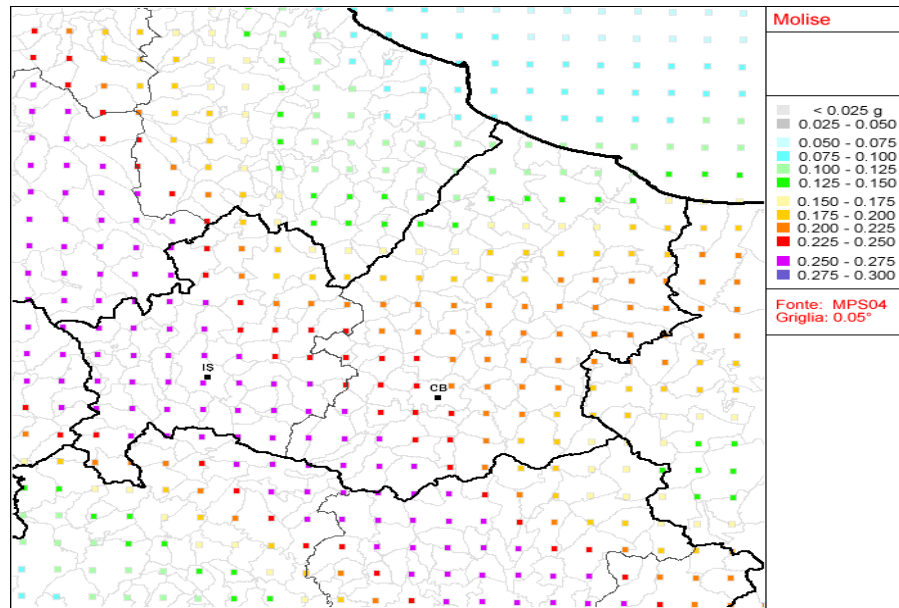 Molise
< 0.025 g
0.025 - 0.050
0.050 - 0.075
0.075 - 0.100
0.100 - 0.125
0.125 - 0.150
0.150 - 0.175
0.175 - 0.200
0.200 - 0.225
0.225 - 0.250
0.250 - 0.275
0.275 - 0.300
Fonte: MPS04
Griglia: 0.05°
IS
CB